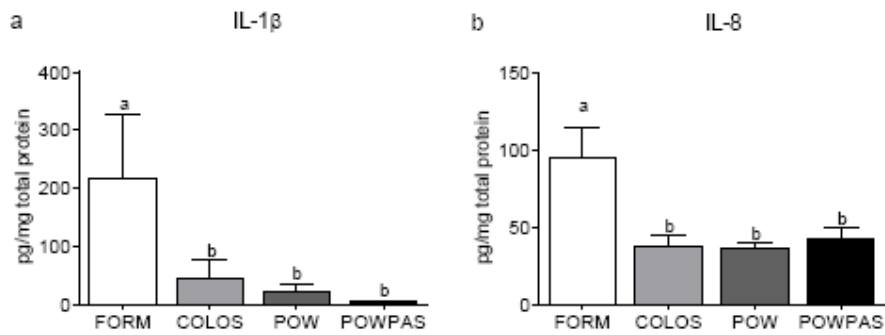 a
IL-1β
pg/mg total protein
400
300
200
100
0
a
b
b
b
FORM COLOS POW POWPAS
b
IL-8
pg/mg total protein
150
100
50
0
a
b
b
b
FORM COLOS POW POWPAS